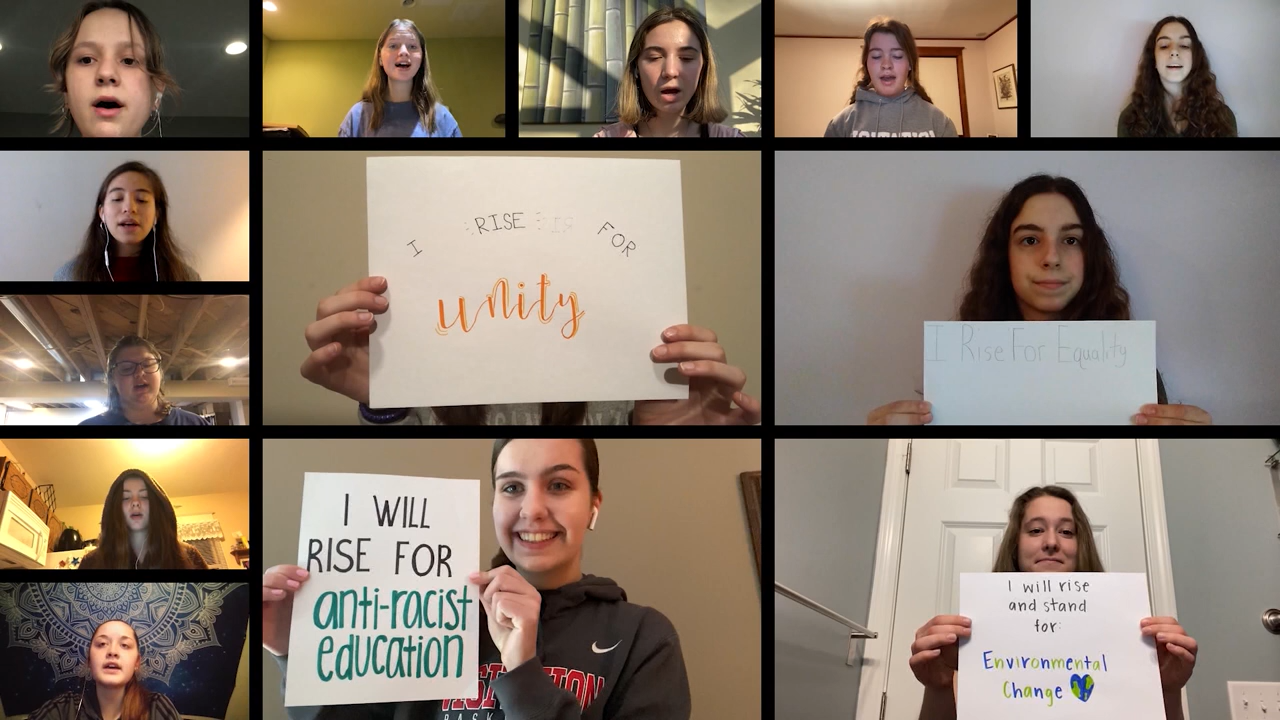 I RISE FOR
unity
I Rise For Equality
I WILL
RISE FOR
anti-racist
education
I will rise
and stand
for:
Environmental
Change